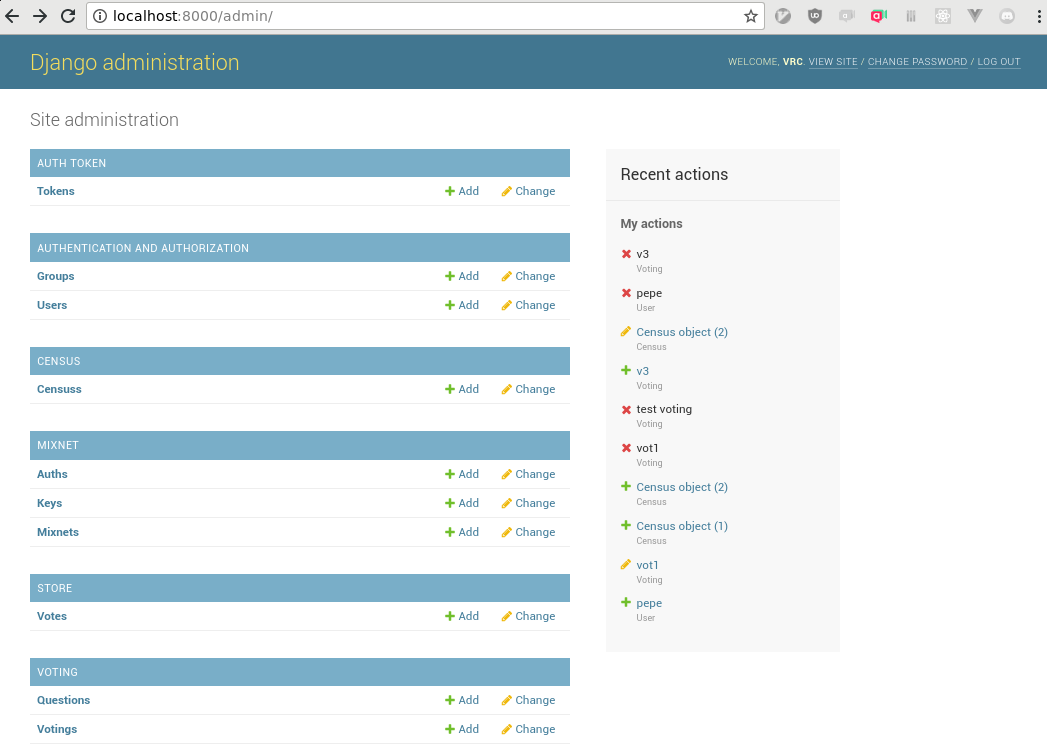 localhost:8000/admin/
Django administration
WELCOME, VRC. VIEW SITE / CHANGE PASSWORD / LOG OUT
Site administration
AUTH TOKEN
Tokens Add Change
AUTHENTICATION AND AUTHORIZATION
Groups Add Change
Users Add Change
CENSUS
Censuss Add Change
MIXNET
Auths Add Change
Keys Add Change
Mixnets Add Change
STORE
Votes Add Change
VOTING
Questions Add Change
Votings Add Change
Recent actions
My actions
v3
Voting
pepe
User
Census object (2)
Census
v3
Voting
test voting
Voting
vot1
Voting
Census object (2)
Census
Census object (1)
Census
vot1
Voting
pepe
User